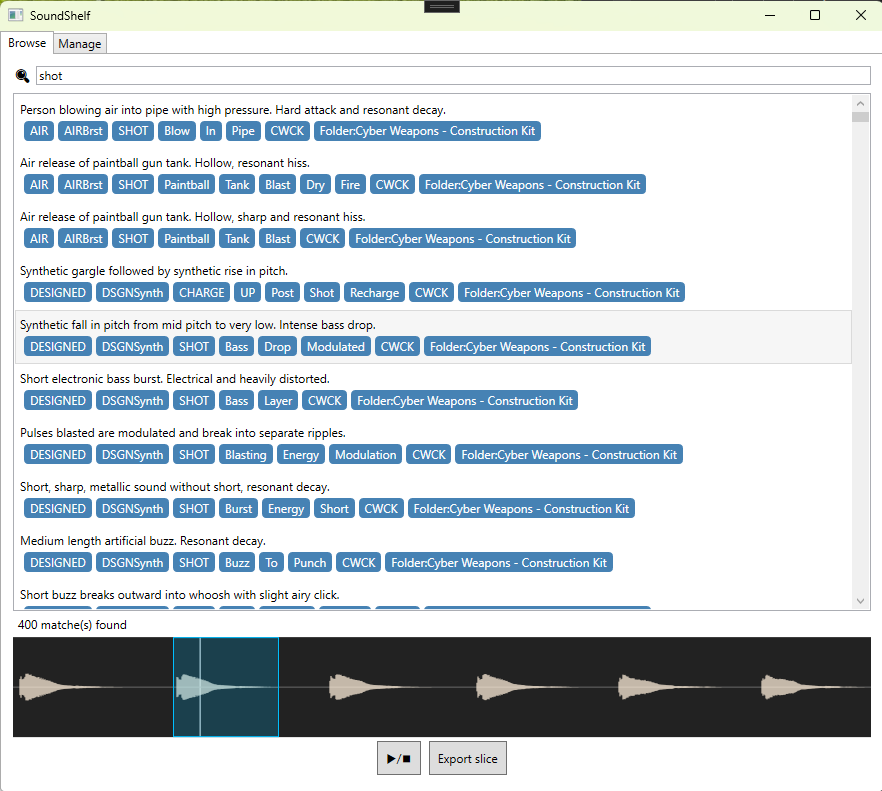 SoundShelf
Browse Manage
shot
Person blowing air into pipe with high pressure. Hard attack and resonant decay.
AIR AIRBrst SHOT Blow In Pipe CWCK Folder:Cyber Weapons - Construction Kit
Air release of paintball gun tank. Hollow, resonant hiss.
AIR AIRBrst SHOT Paintball Tank Blast Dry Fire CWCK Folder:Cyber Weapons - Construction Kit
Air release of paintball gun tank. Hollow, sharp and resonant hiss.
AIR AIRBrst SHOT Paintball Tank Blast CWCK Folder:Cyber Weapons - Construction Kit
Synthetic gargle followed by synthetic rise in pitch.
DESIGNED DSGNSynth CHARGE UP Post Shot Recharge CWCK Folder:Cyber Weapons - Construction Kit
Synthetic fall in pitch from mid pitch to very low. Intense bass drop.
DESIGNED DSGNSynth SHOT Bass Drop Modulated CWCK Folder:Cyber Weapons - Construction Kit
Short electronic bass burst. Electrical and heavily distorted.
DESIGNED DSGNSynth SHOT Bass Layer CWCK Folder:Cyber Weapons - Construction Kit
Pulses blasted are modulated and break into separate ripples.
DESIGNED DSGNSynth SHOT Blasting Energy Modulation CWCK Folder:Cyber Weapons - Construction Kit
Short, sharp, metallic sound without short, resonant decay.
DESIGNED DSGNSynth SHOT Burst Energy Short CWCK Folder:Cyber Weapons - Construction Kit
Medium length artificial buzz. Resonant decay.
DESIGNED DSGNSynth SHOT Buzz To Punch CWCK Folder:Cyber Weapons - Construction Kit
Short buzz breaks outward into whoosh with slight airy click.
400 matche(s) found
▶/■ Export slice